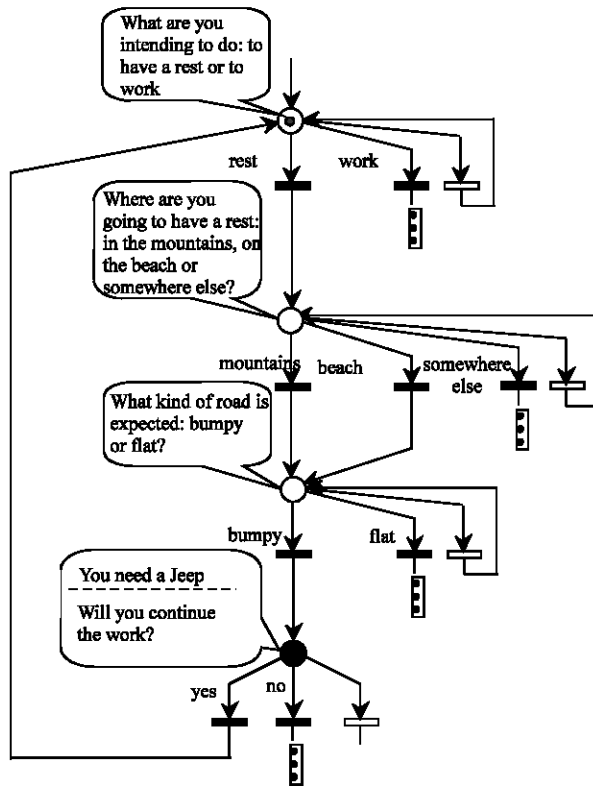 What are you
intending to do: to
have a rest or to
work
rest
work
Where are you
going to have a rest:
in the mountains, on
the beach or
somewhere else?
mountains
beach
somewhere
else
What kind of road is
expected: bumpy
or flat?
bumpy
flat
You need a Jeep
Will you continue
the work?
yes
no